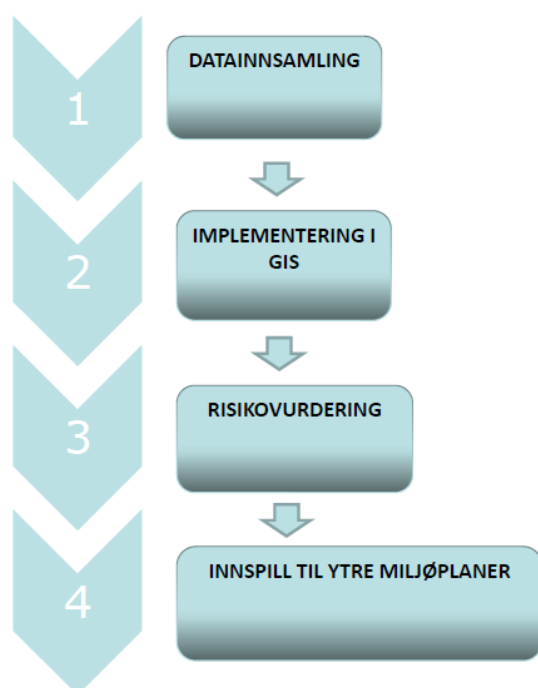 1
DATAINNSAMLING
2
IMPLEMENTERING I
GIS
3
RISIKOVURDERING
4
INNSPILL TIL YTRE MILJØPLANER